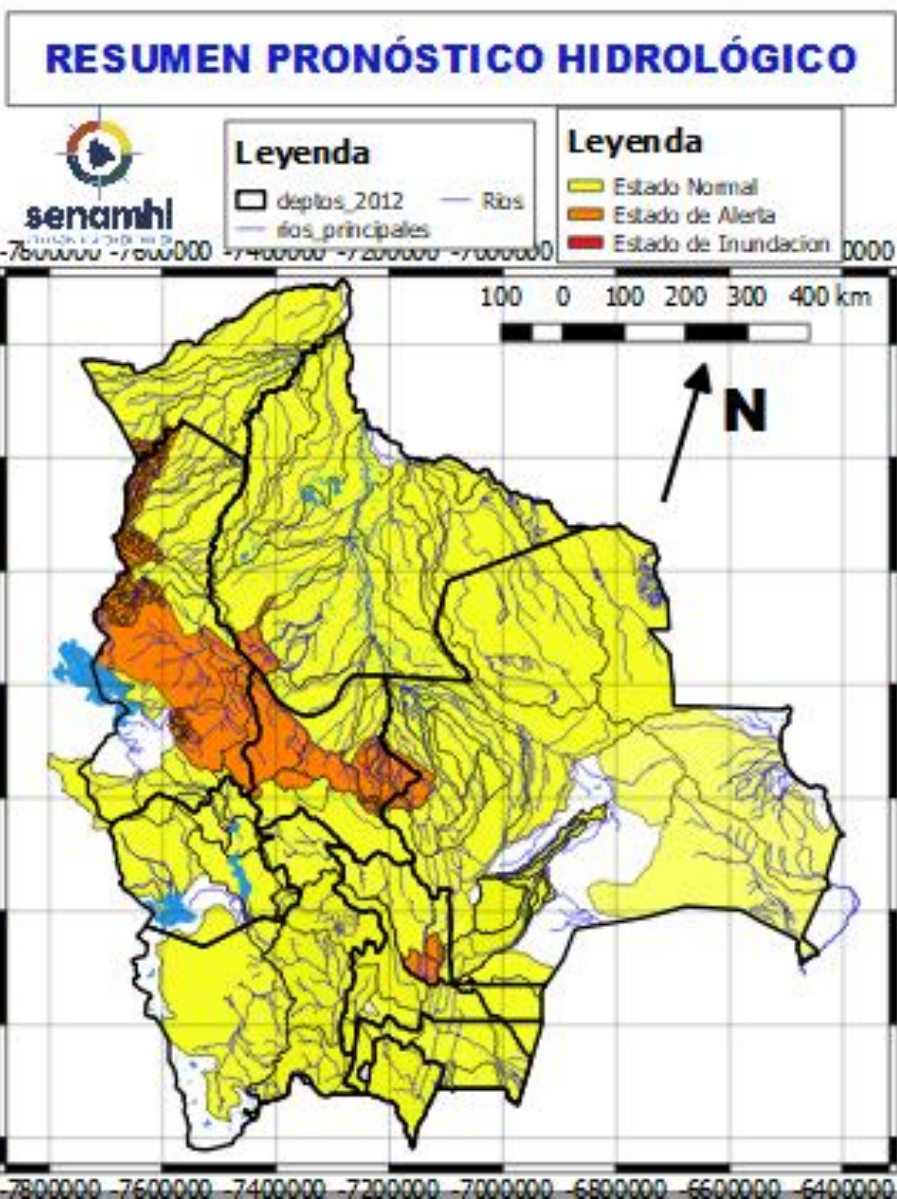 RESUMEN PRONÓSTICO HIDROLÓGICO
senamhi
Leyenda
deptos_2012
Rios
rios_principales
Leyenda
Estado Normal
Estado de Alerta
Estado de Inundacion
-7800000 -7600000 -7400000 -7200000 -7000000
100 0 100 200 300 400 km
N
-7800000 -7600000 -7400000 -7200000 -7000000 -6800000 -6600000 -6400000